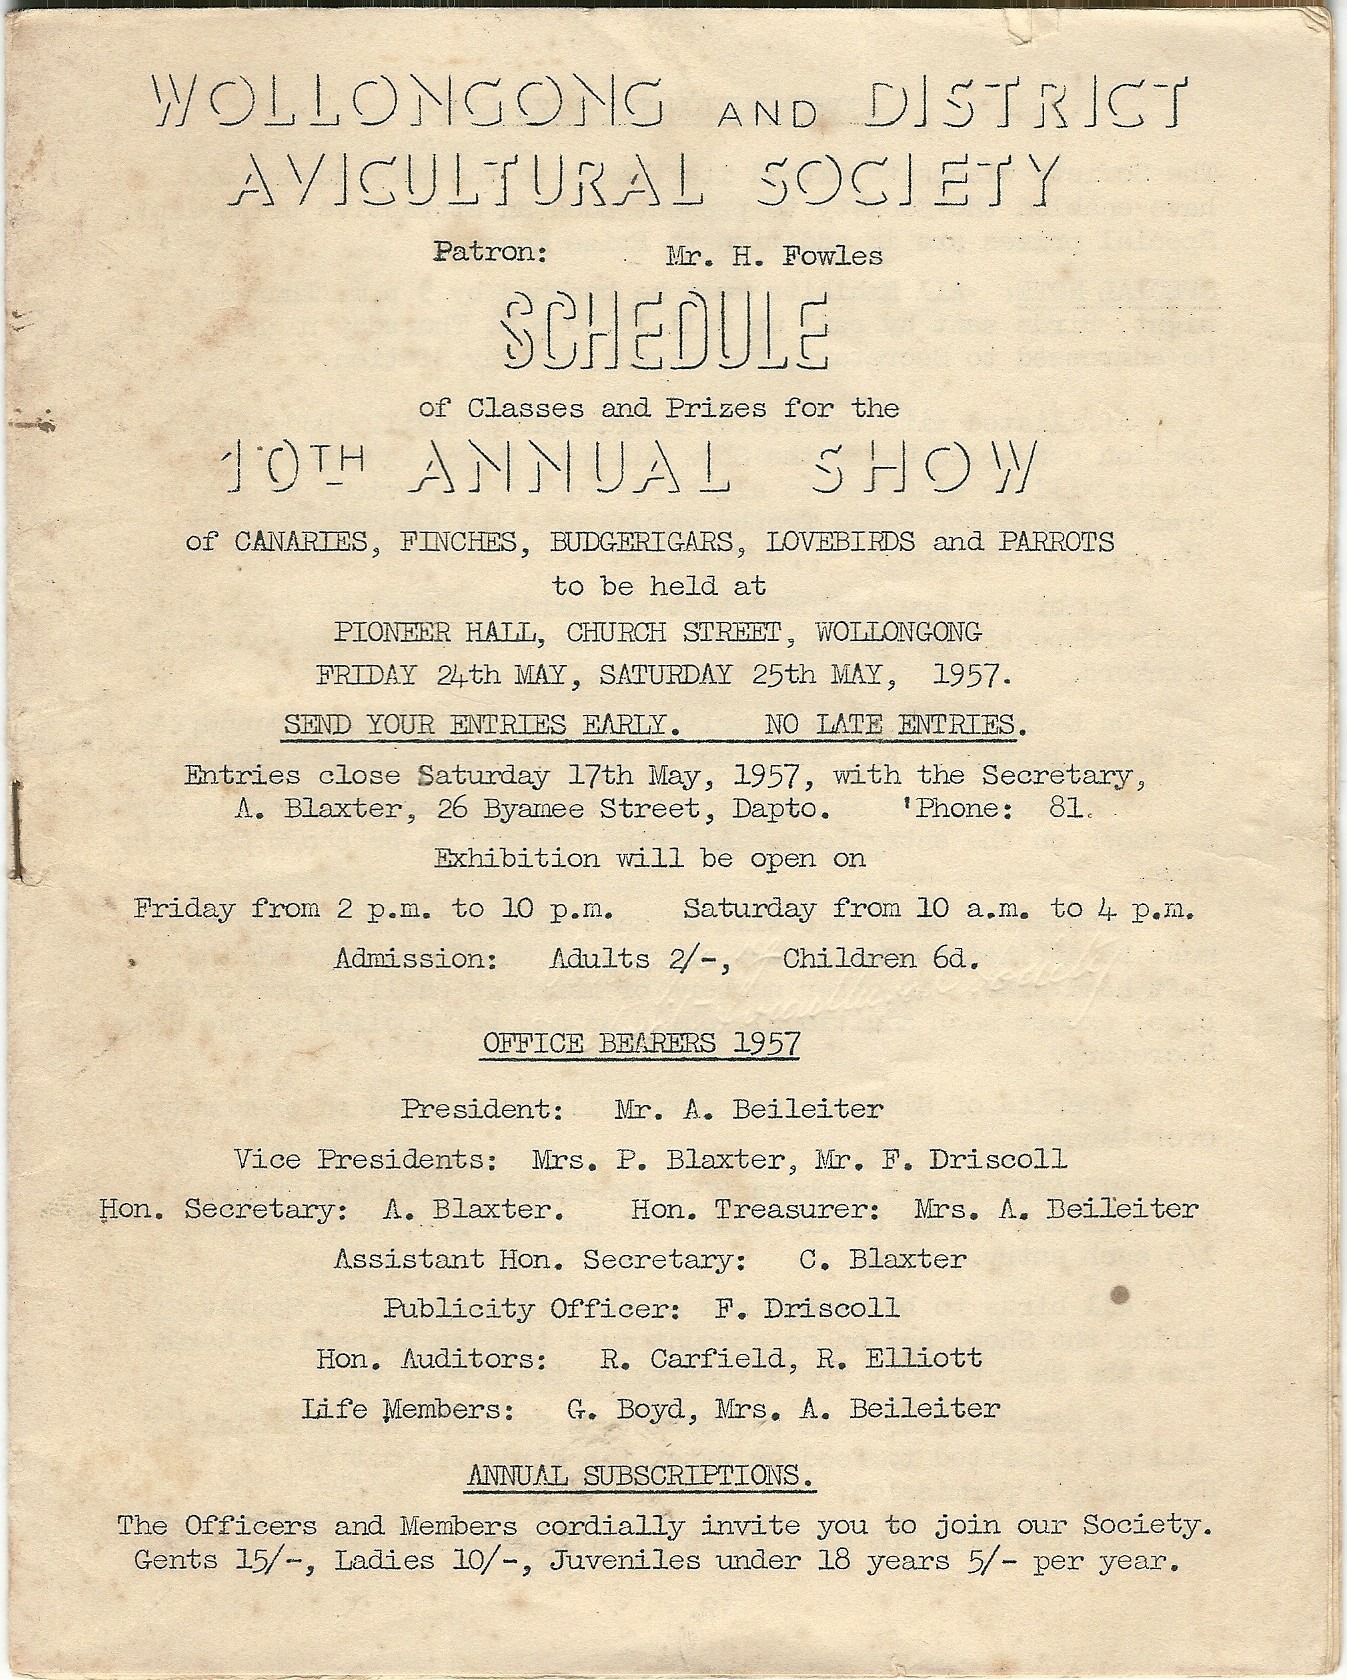 WOLLONGONG AND DISTRICT
AVICULTURAL SOCIETY
Patron: Mr. H. Fowles
SCHEDULE
of Classes and Prizes for the
10TH ANNUAL SHOW
of CANARIES, FINCHES, BUDGERIGARS, LOVEBIRDS and PARROTS
to be held at
PIONEER HALL, CHURCH STREET, WOLLONGONG
FRIDAY 24th MAY, SATURDAY 25th MAY, 1957.
SEND YOUR ENTRIES EARLY. NO LATE ENTRIES.
Entries close Saturday 17th May, 1957, with the Secretary,
A. Blaxter, 26 Byamee Street, Dapto. 'Phone: 81.
Exhibition will be open on
Friday from 2 p.m. to 10 p.m. Saturday from 10 a.m. to 4 p.m.
Admission: Adults 2/-, Children 6d.
Society
OFFICE BEARERS 1957
President: Mr. A. Beileiter
Vice Presidents: Mrs. P. Blaxter, Mr. F. Driscoll
Hon. Secretary: A. Blaxter. Hon. Treasurer: Mrs. A. Beileiter
Assistant Hon. Secretary: C. Blaxter
Publicity Officer: F. Driscoll
Hon. Auditors: R. Carfield, R. Elliott
Life Members: G. Boyd, Mrs. A. Beileiter
ANNUAL SUBSCRIPTIONS.
The Officers and Members cordially invite you to join our Society.
Gents 15/-, Ladies 10/-, Juveniles under 18 years 5/- per year.